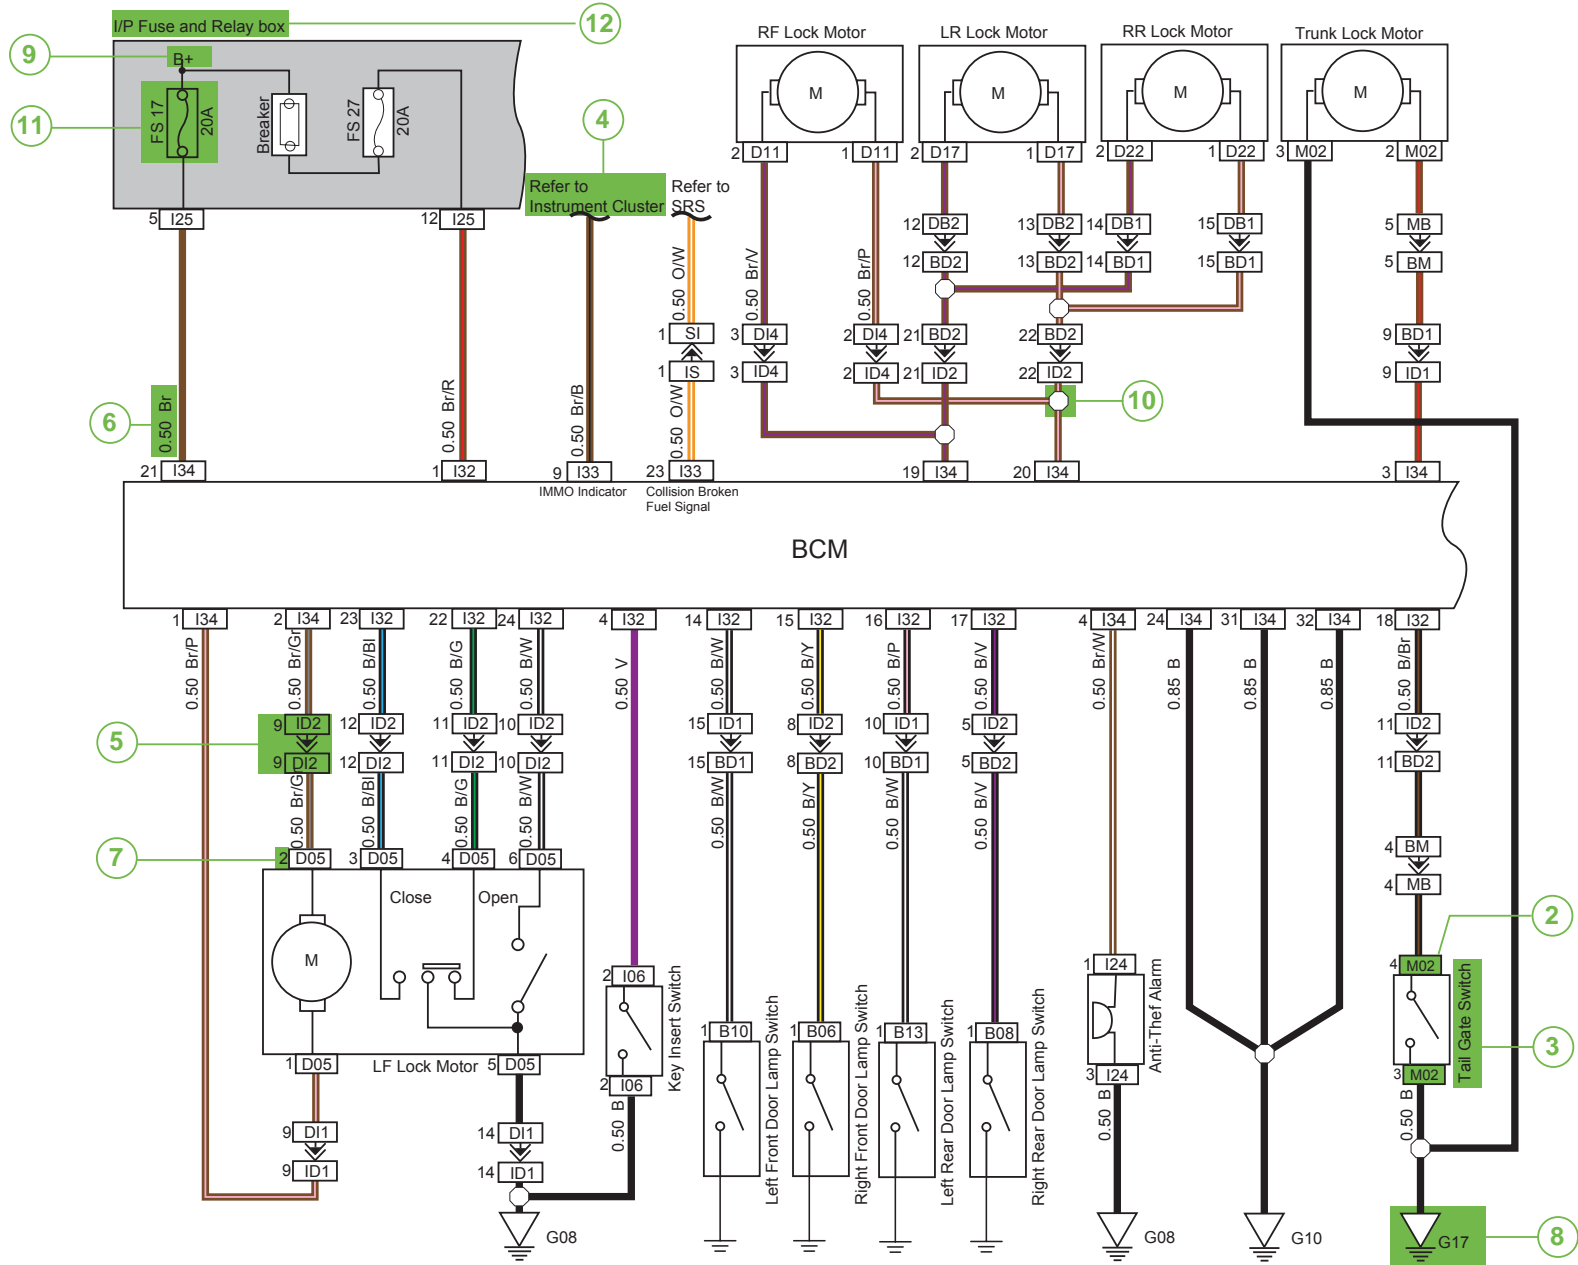 I/P Fuse and Relay box
12
RF Lock Motor
LR Lock Motor
RR Lock Motor
Trunk Lock Motor
9
B+
11
FS 17
20A
Breaker
FS 27
20A
4
M
M
M
M
2 D11
1 D11
2 D17
1 D17
2 D22
1 D22
3 M02
2 M02
Refer to
Instrument Cluster
Refer to
SRS
5 I25
12 I25
12 DB2
13 DB2
14 DB1
15 DB1
5 MB
12 BD2
13 BD2
14 BD1
15 BD1
5 BM
0.50 O/W
0.50 Br/V
0.50 Br/P
1 SI
3 DI4
2 DI4
21 BD2
22 BD2
9 BD1
1 IS
3 ID4
2 ID4
21 ID2
22 ID2
9 ID1
6
0.50 Br
0.50 Br/R
0.50 Br/B
0.50 O/W
10
21 I34
1 I32
9 I33
23 I33
19 I34
20 I34
3 I34
IMMO Indicator
Collision Broken
Fuel Signal
BCM
1 I34
2 I34
23 I32
22 I32
24 I32
4 I32
14 I32
15 I32
16 I32
17 I32
4 I34
24 I34
31 I34
32 I34
18 I32
0.50 Br/P
0.50 Br/Gr
0.50 B/Bl
0.50 B/G
0.50 B/W
0.50 V
0.50 B/W
0.50 B/Y
0.50 B/P
0.50 B/V
0.50 Br/W
0.85 B
0.85 B
0.85 B
0.50 B/Br
5
9 ID2
12 ID2
11 ID2
10 ID2
15 ID1
8 ID2
10 ID1
5 ID2
11 ID2
9 DI2
12 DI2
11 DI2
10 DI2
15 BD1
8 BD2
10 BD1
5 BD2
11 BD2
0.50 Br/Gr
0.50 B/Bl
0.50 B/G
0.50 B/W
0.50 B/W
0.50 B/Y
0.50 B/W
0.50 B/V
7
2 D05
3 D05
4 D05
6 D05
4 BM
4 MB
Close
Open
M
2
2 I06
1 I24
4 M02
Key Insert Switch
1 B10
1 B06
1 B13
1 B08
Left Front Door Lamp Switch
Right Front Door Lamp Switch
Left Rear Door Lamp Switch
Right Rear Door Lamp Switch
Anti-Thef Alarm
Tail Gate Switch
3
1 D05
LF Lock Motor
5 D05
2 I06
3 I24
3 M02
0.50 B
0.50 B
0.50 B
9 DI1
14 DI1
9 ID1
14 ID1
G08
G08
G10
G17
8